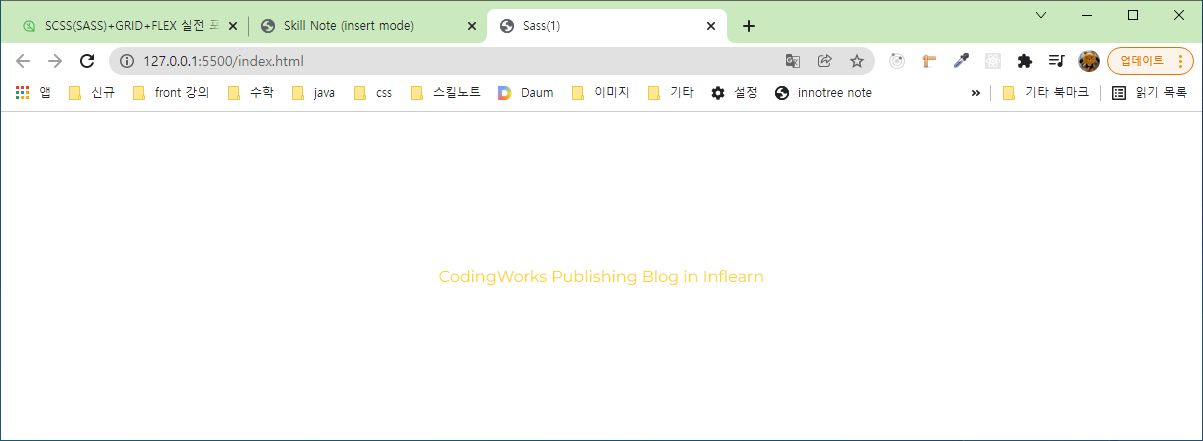 SCSS(SASS)+GRID+FLEX 실전 포
Skill Note (insert mode)
Sass(1)
127.0.0.1:5500/index.html
업데이트
앱 신규 front 강의 수학 java css 스킬노트 Daum 이미지 기타 설정 innotree note » 기타 북마크 읽기 목록
CodingWorks Publishing Blog in Inflearn